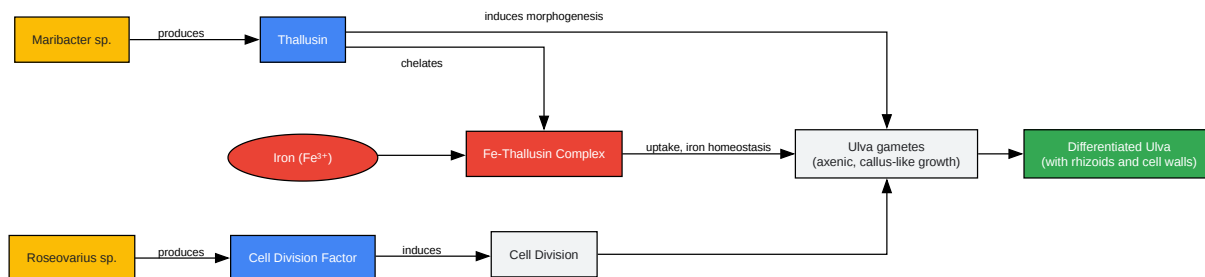 induces morphogenesis
Maribacter sp.
produces
Thallusin
chelates
Iron (Fe³⁺)
Fe-Thallusin Complex
uptake, iron homeostasis
Ulva gametes
(axenic, callus-like growth)
Differentiated Ulva
(with rhizoids and cell walls)
Roseovarius sp.
produces
Cell Division Factor
induces
Cell Division